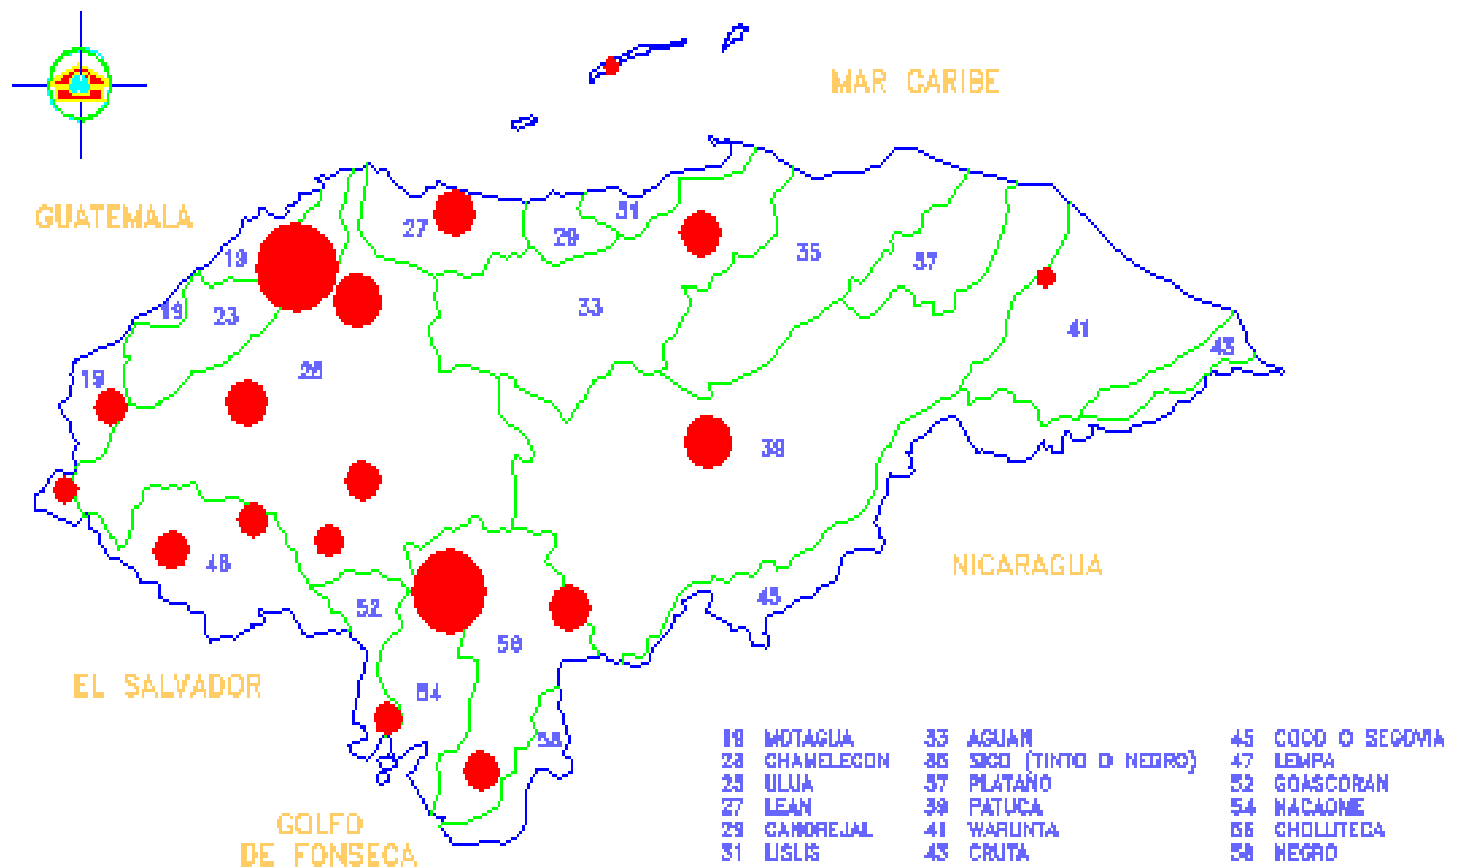 MAR CARIBE
GUATEMALA
31
27
29
19
35
37
19
33
23
41
43
19
25
39
48
NICARAGUA
52
45
56
EL SALVADOR
54
58
19 MOTAGUA 33 AGUAN 45 COCO O SEGOVIA
23 CHAMELECON 35 SICO (TINTO O NEGRO) 47 LEMPA
25 ULUA 37 PLATANO 52 GOASCORAN
27 LEAN 39 PATUCA 54 NACAOME
29 CANGREJAL 41 WARUNTA 56 CHOLUTECA
31 LISLIS 43 CRUTA 58 NEGRO
GOLFO
DE FONSECA